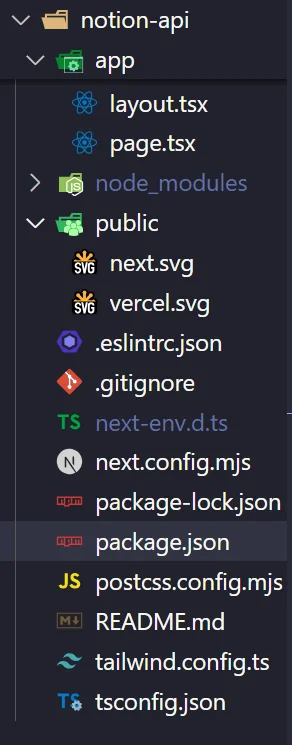 notion-api
app
layout.tsx
page.tsx
node_modules
public
SVG next.svg
SVG vercel.svg
.eslintrc.json
.gitignore
TS next-env.d.ts
N next.config.mjs
npm package-lock.json
npm package.json
JS postcss.config.mjs
M README.md
tailwind.config.ts
TS tsconfig.json